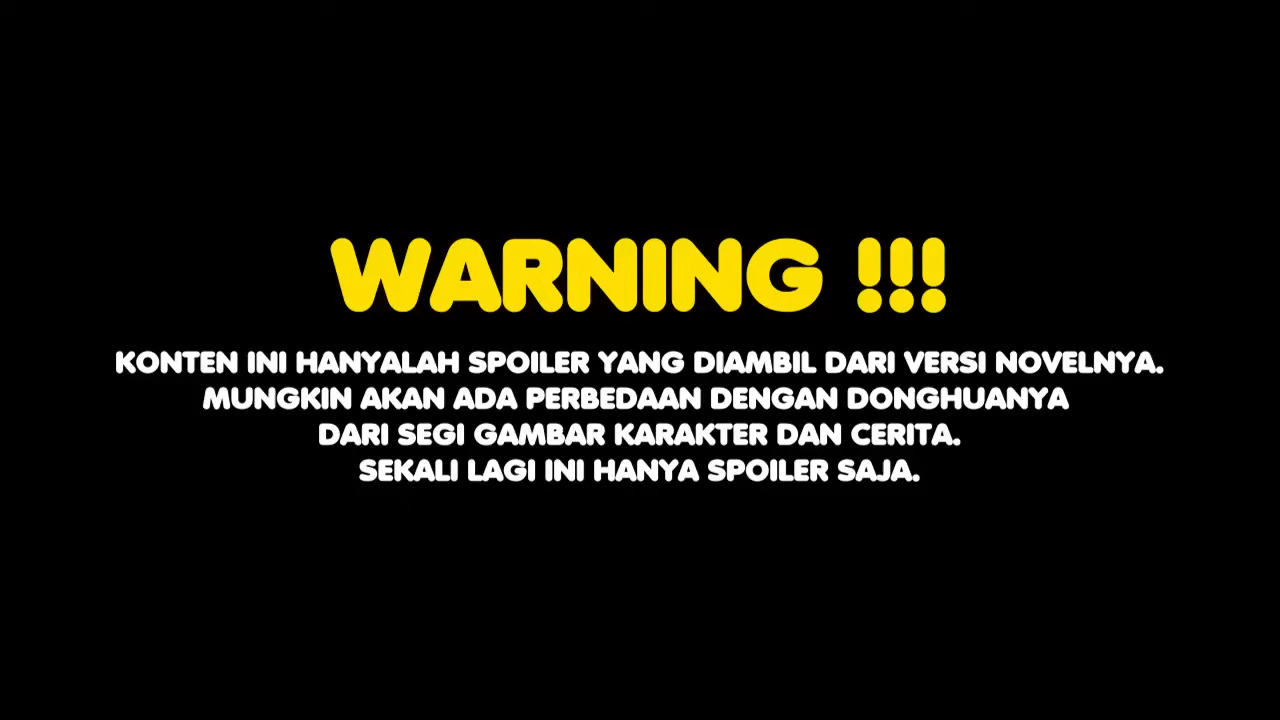 WARNING !!!
KONTEN INI HANYALAH SPOILER YANG DIAMBIL DARI VERSI NOVELNYA.
MUNGKIN AKAN ADA PERBEDAAN DENGAN DONGHUANYA
DARI SEGI GAMBAR KARAKTER DAN CERITA.
SEKALI LAGI INI HANYA SPOILER SAJA.